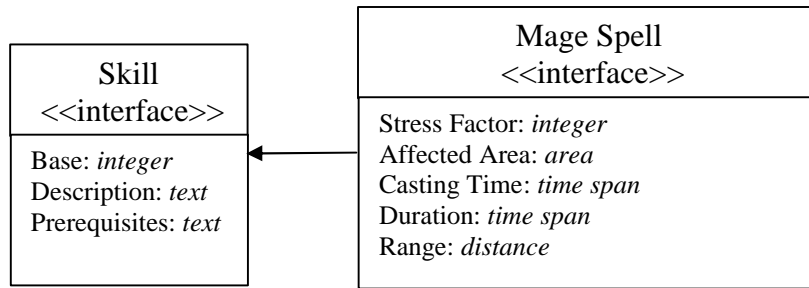 Skill
<<interface>>
Base: integer
Description: text
Prerequisites: text
Mage Spell
<<interface>>
Stress Factor: integer
Affected Area: area
Casting Time: time span
Duration: time span
Range: distance